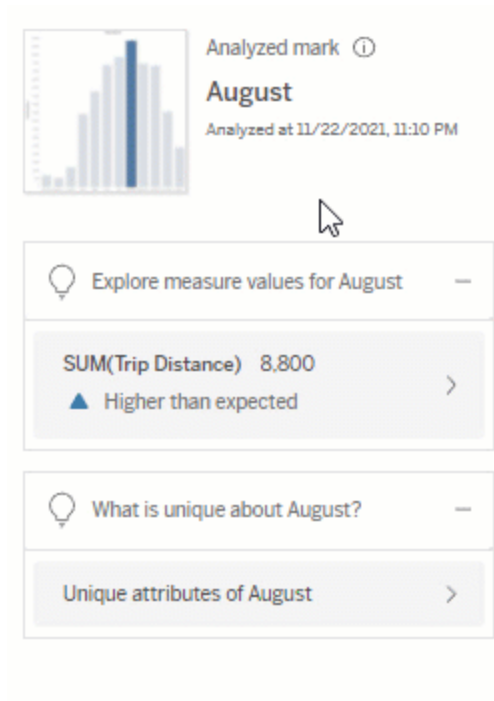 Analyzed mark
August
Analyzed at 11/22/2021, 11:10 PM
Explore measure values for August
SUM(Trip Distance) 8,800
Higher than expected
What is unique about August?
Unique attributes of August